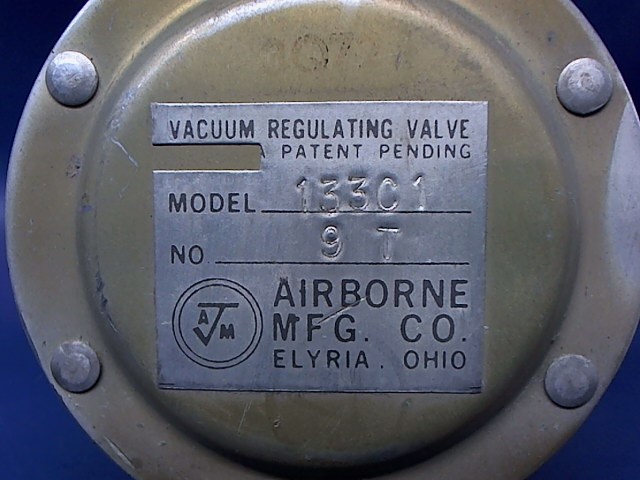 VACUUM REGULATING VALVE
PATENT PENDING
MODEL 133C1
NO. 9 T
A M
AIRBORNE
MFG. CO.
ELYRIA. OHIO